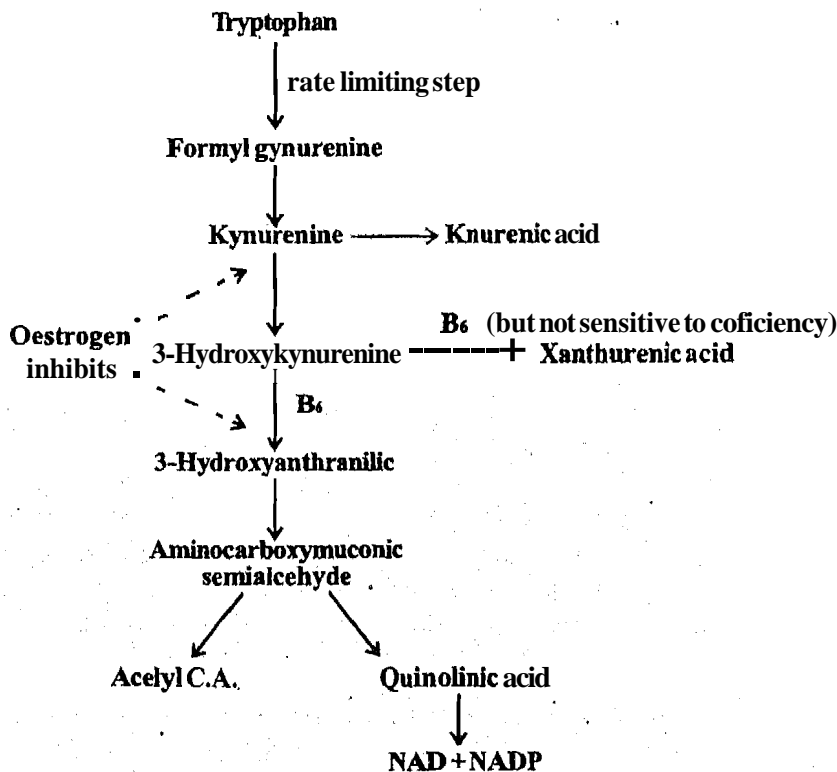 Tryptophan
rate limiting step
Formyl gynurenine
Kynurenine
Knurenic acid
Oestrogen
inhibits
B₆ (but not sensitive to coficiency)
3-Hydroxykynurenine
Xanthurenic acid
B₆
3-Hydroxyanthranilic
Aminocarboxymuconic
semialcehyde
Acelyl C.A.
Quinolinic acid
NAD + NADP